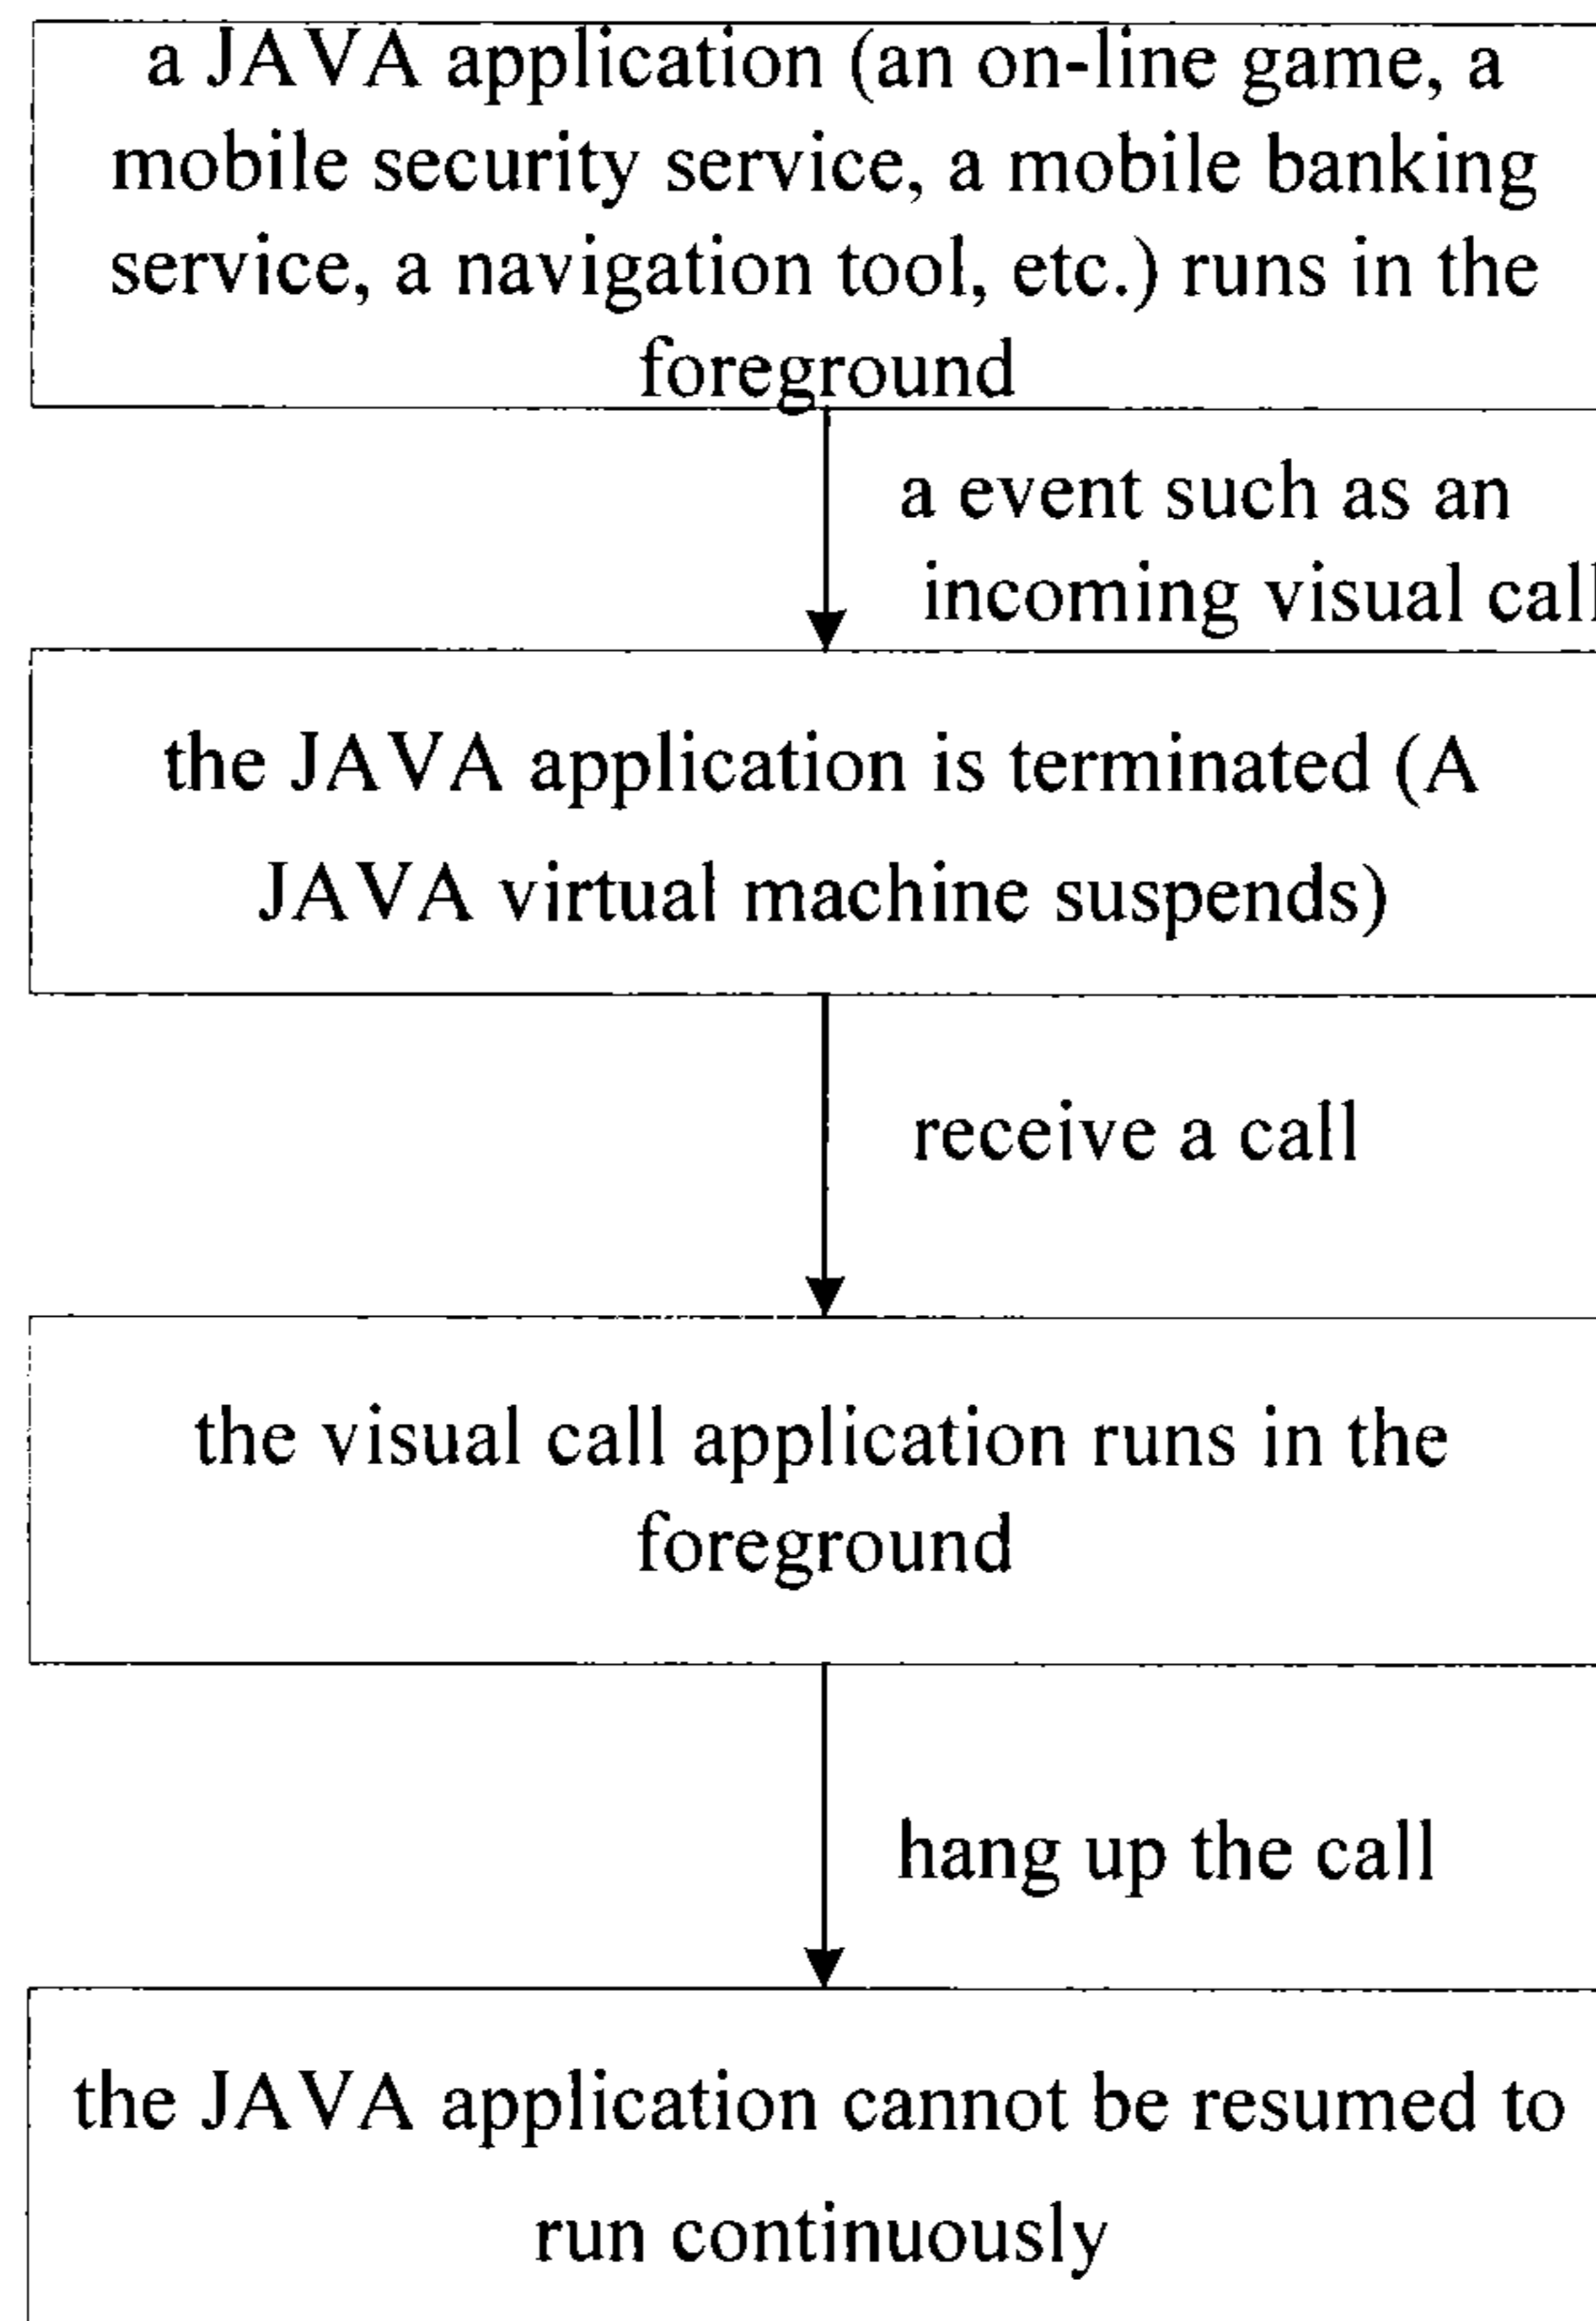 a JAVA application (an on-line game, a
mobile security service, a mobile banking
service, a navigation tool, etc.) runs in the
foreground
a event such as an
incoming visual call
the JAVA application is terminated (A
JAVA virtual machine suspends)
receive a call
the visual call application runs in the
foreground
hang up the call
the JAVA application cannot be resumed to
run continuously